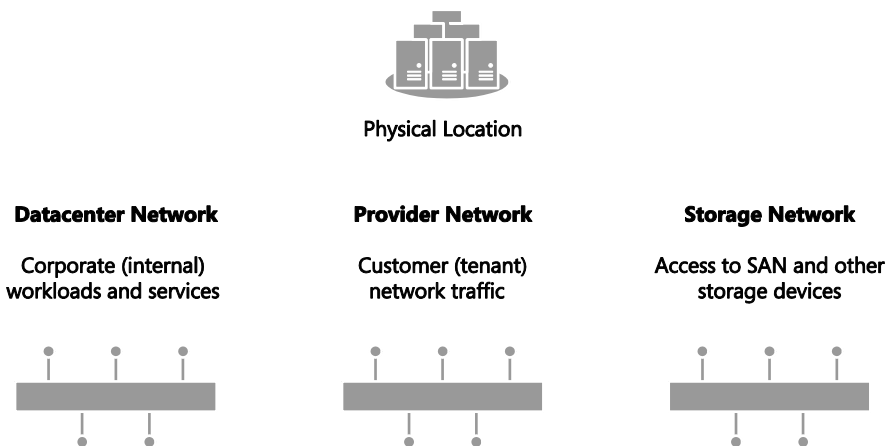 Physical Location
Datacenter Network
Corporate (internal)
workloads and services
Provider Network
Customer (tenant)
network traffic
Storage Network
Access to SAN and other
storage devices